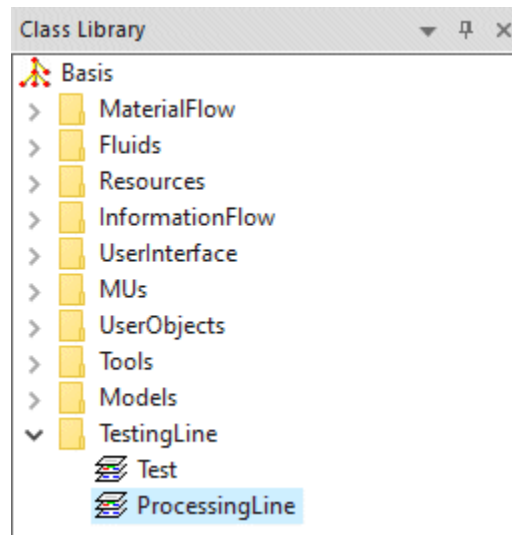 Class Library
Basis
MaterialFlow
Fluids
Resources
InformationFlow
UserInterface
MUs
UserObjects
Tools
Models
TestingLine
Test
ProcessingLine